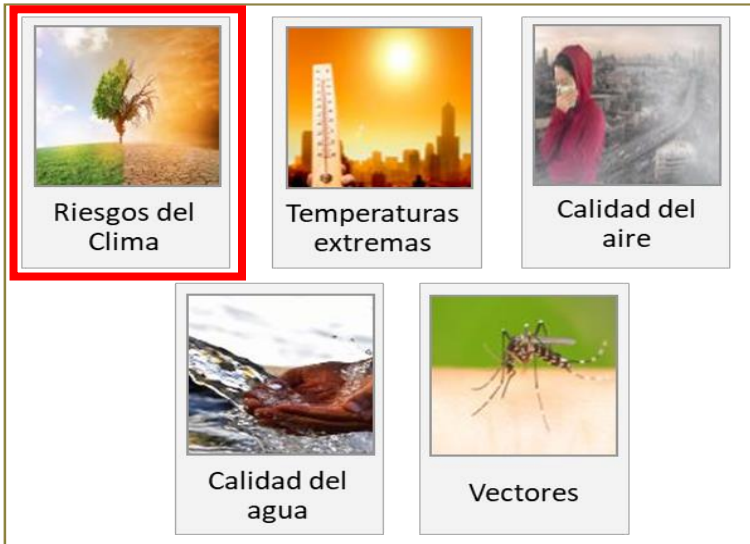 Riesgos del
Clima
Temperaturas
extremas
Calidad del
aire
Calidad del
agua
Vectores